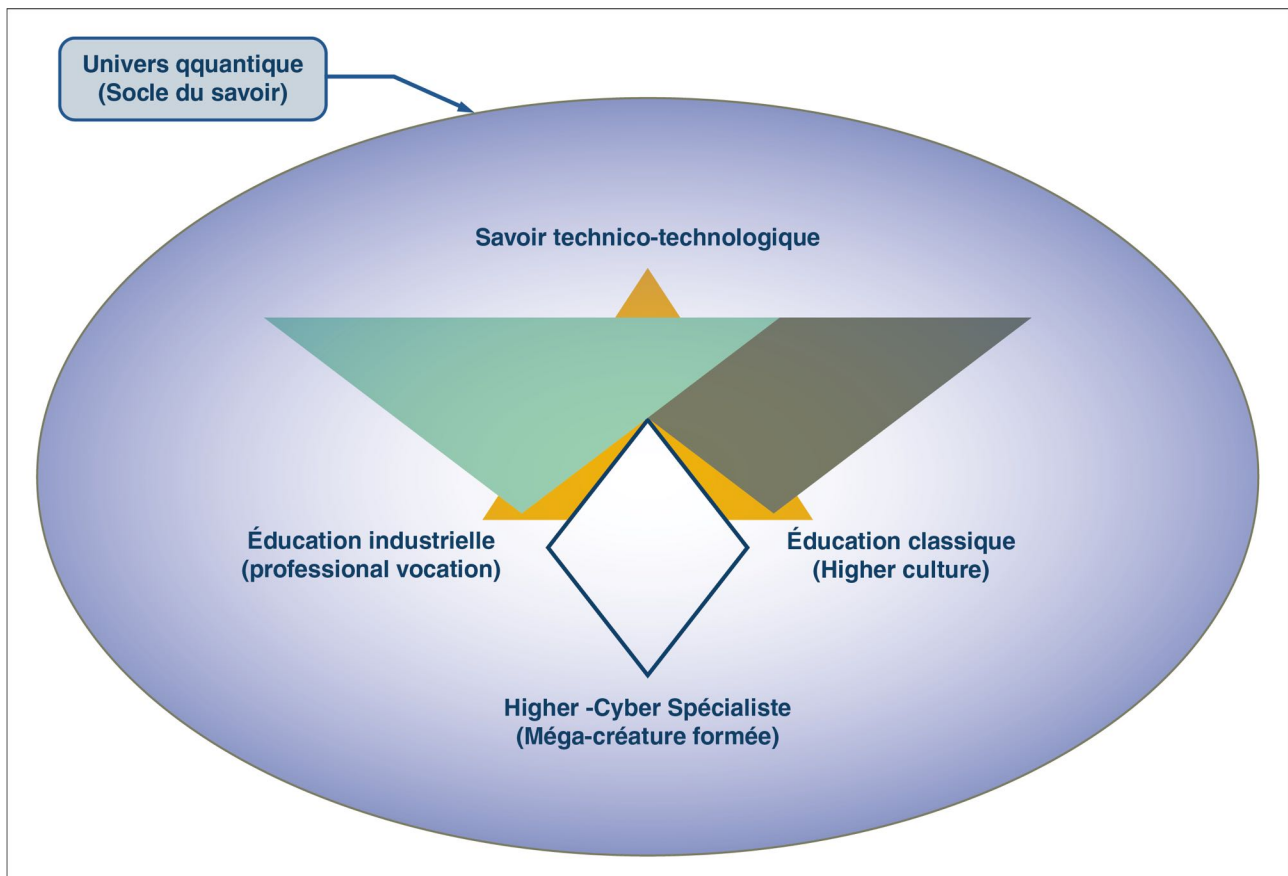 Univers qquantique
(Socle du savoir)
Savoir technico-technologique
Éducation industrielle
(professional vocation)
Éducation classique
(Higher culture)
Higher -Cyber Spécialiste
(Méga-créature formée)